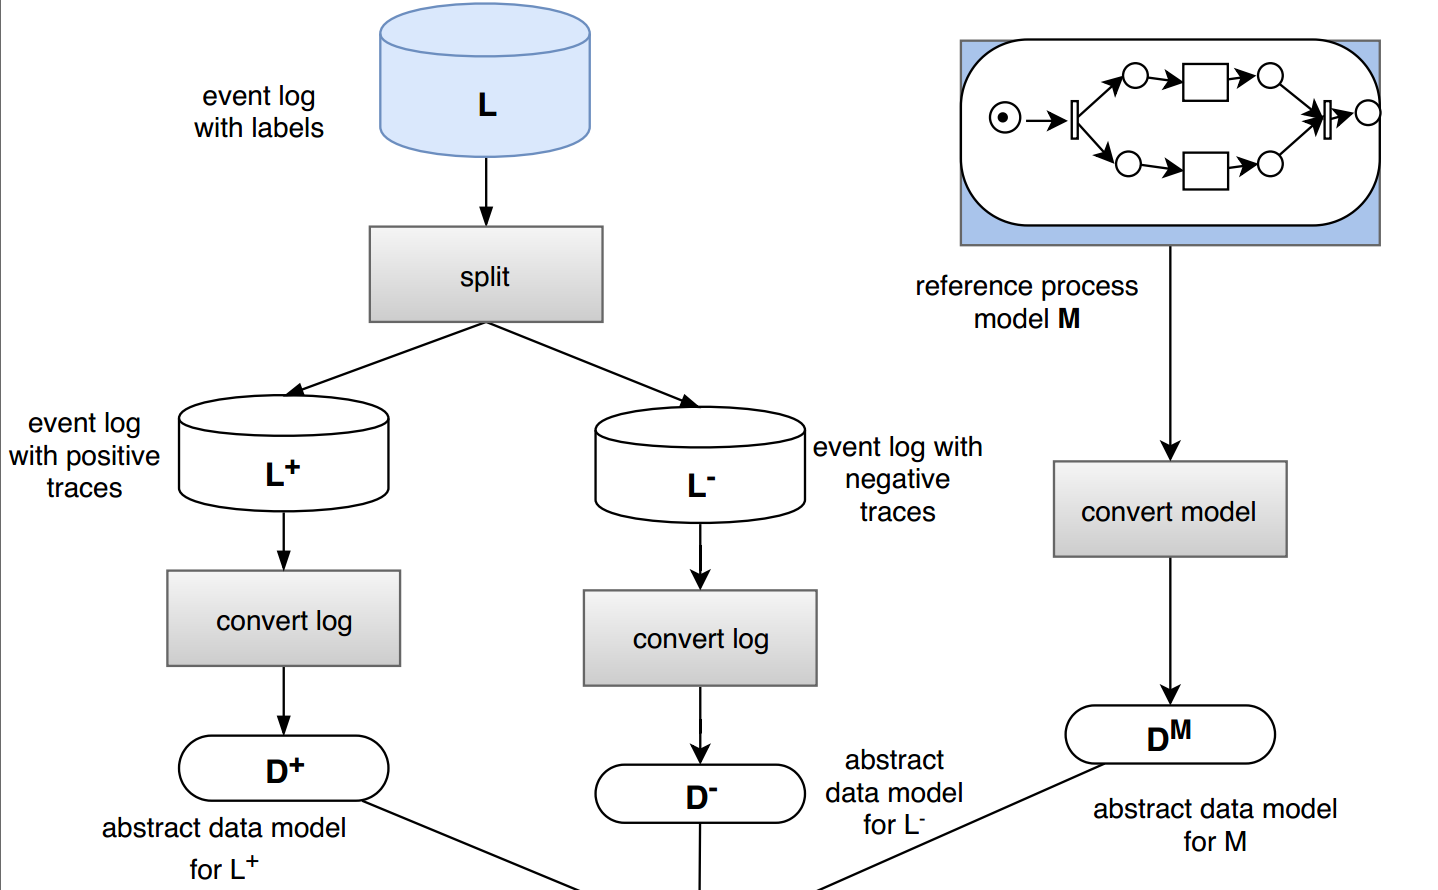 event log
with labels
L
split
reference process
model M
event log
with positive
traces
L+
L-
event log with
negative
traces
convert model
convert log
convert log
D+
D-
DM
abstract data model
for L+
abstract
data model
for L-
abstract data model
for M